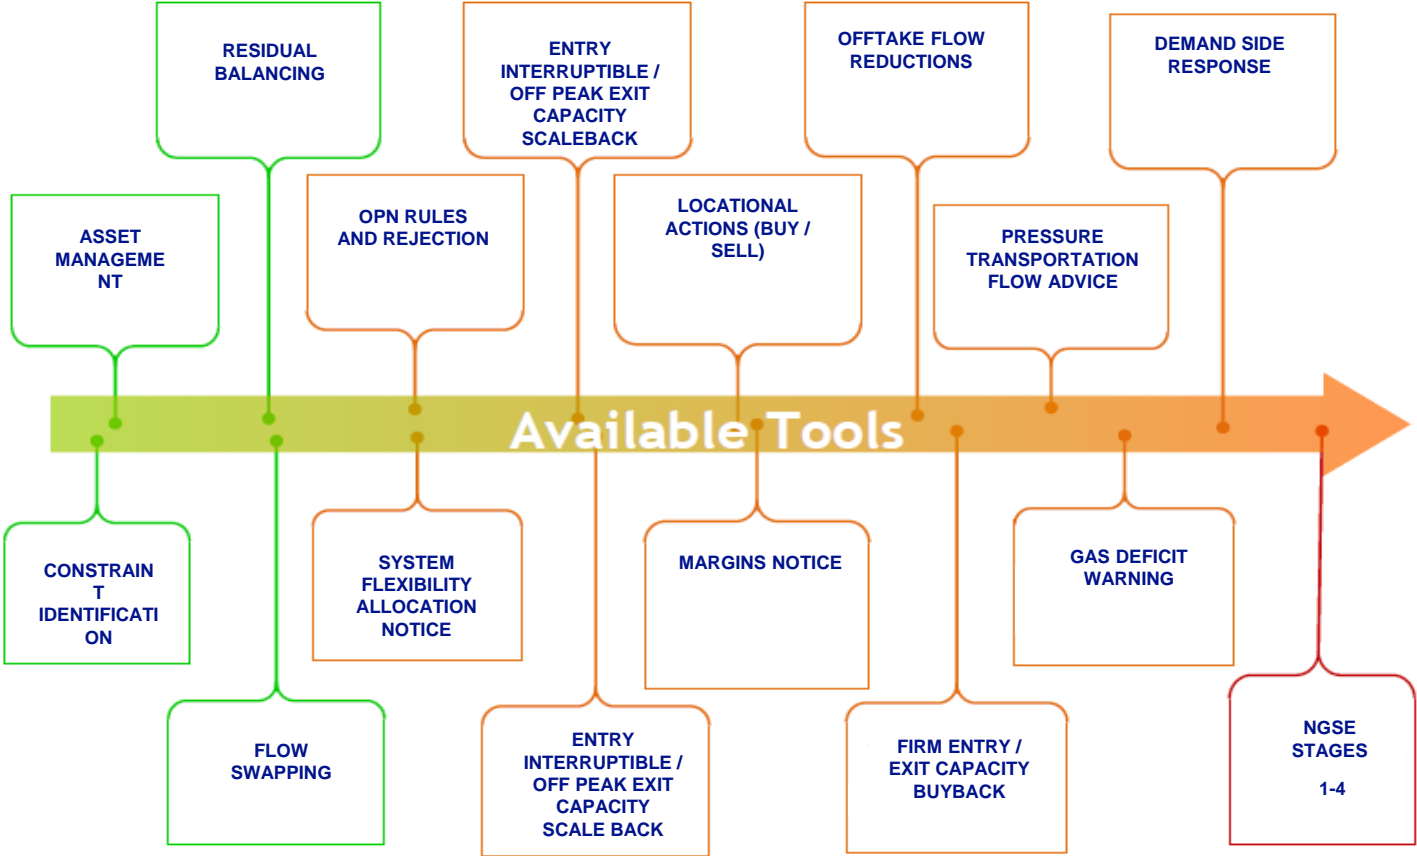 RESIDUAL
BALANCING
ENTRY
INTERRUPTIBLE /
OFF PEAK EXIT
CAPACITY
SCALEBACK
OFFTAKE FLOW
REDUCTIONS
DEMAND SIDE
RESPONSE
ASSET
MANAGEME
NT
OPN RULES
AND REJECTION
LOCATIONAL
ACTIONS (BUY /
SELL)
PRESSURE
TRANSPORTATION
FLOW ADVICE
Available Tools
CONSTRAIN
T
IDENTIFICATI
ON
SYSTEM
FLEXIBILITY
ALLOCATION
NOTICE
MARGINS NOTICE
GAS DEFICIT
WARNING
FLOW
SWAPPING
ENTRY
INTERRUPTIBLE /
OFF PEAK EXIT
CAPACITY
SCALE BACK
FIRM ENTRY /
EXIT CAPACITY
BUYBACK
NGSE
STAGES
1-4